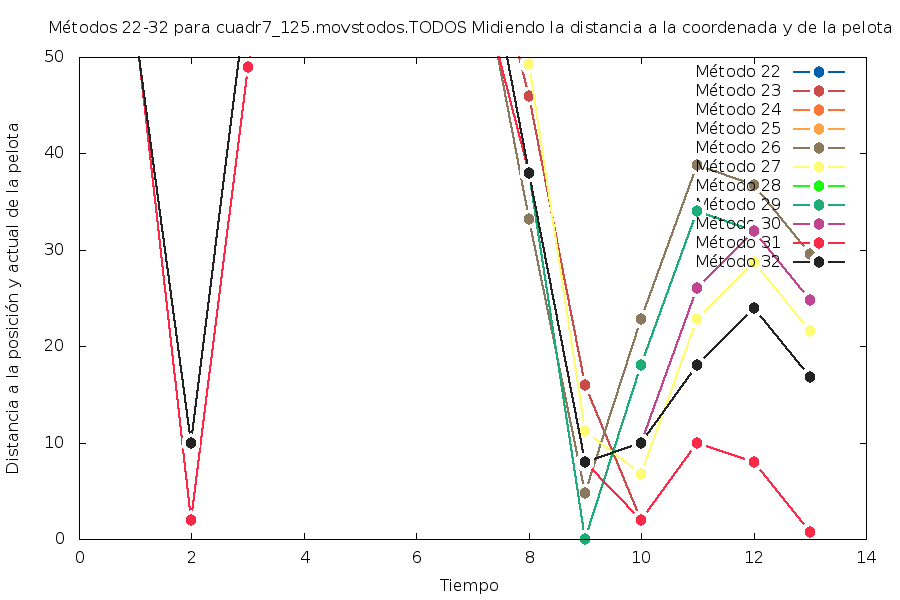 Métodos 22-32 para cuadr7_125.movstodos.TODOS Midiendo la distancia a la coordenada y de la pelota
Distancia a la posición y actual de la pelota
50
40
30
20
10
0
Método 22
Método 23
Método 24
Método 25
Método 26
Método 27
Método 28
Método 29
Método 30
Método 31
Método 32
0 2 4 6 8 10 12 14
Tiempo